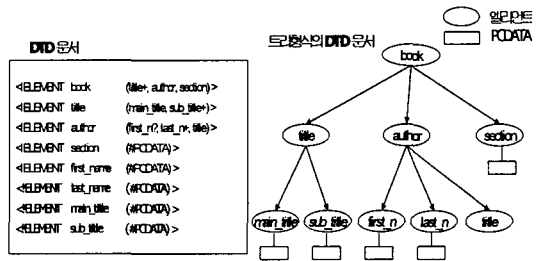 엘리먼트
PCDATA
DTD 문서
트리형식의 DTD 문서
<!ELEMENT book (title+, author, section)>
<!ELEMENT title (main_title, sub_title+)>
<!ELEMENT author (first_n?, last_n*, title)>
<!ELEMENT section (#PCDATA)>
<!ELEMENT first_name (#PCDATA)>
<!ELEMENT last_name (#PCDATA)>
<!ELEMENT main_title (#PCDATA)>
<!ELEMENT sub_title (#PCDATA)>
book
title author section
main_title sub_title first_n last_n title